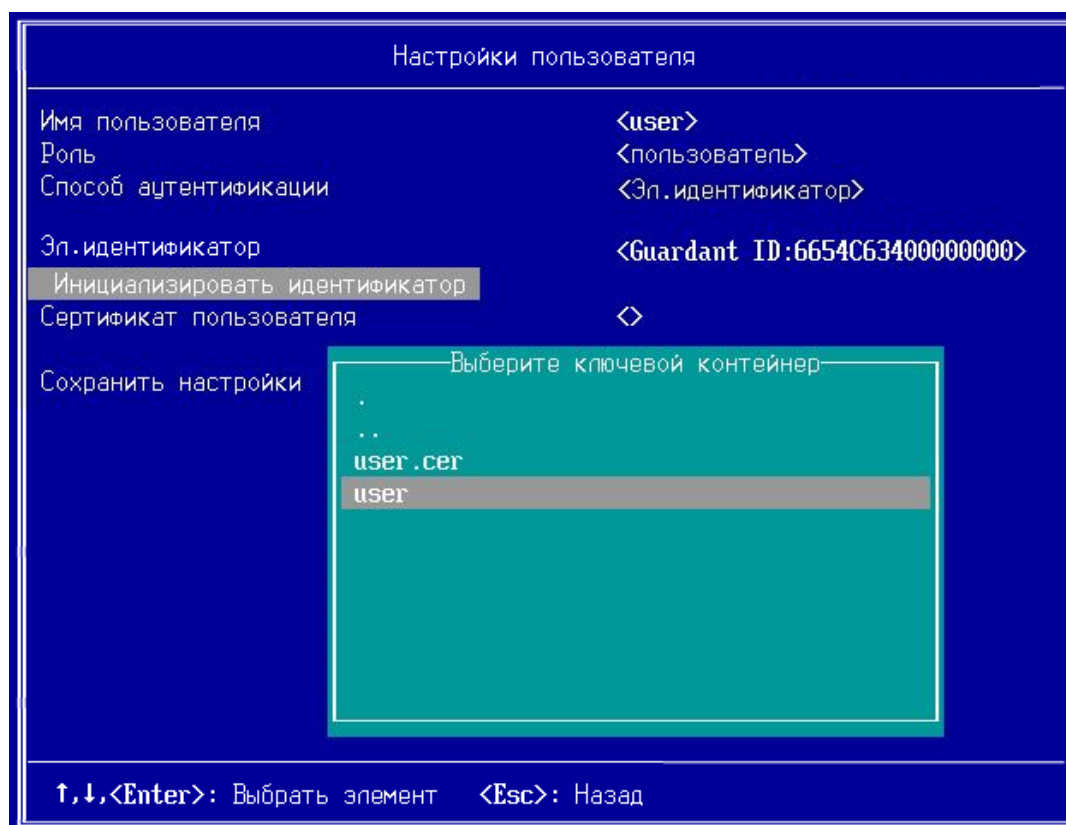 Настройки пользователя
Имя пользователя <user>
Роль <пользователь>
Способ аутентификации <Эл.идентификатор>
Эл.идентификатор <Guardant ID:6654C63400000000>
Инициализировать идентификатор
Сертификат пользователя <>
Выберите ключевой контейнер
Сохранить настройки
.
..
user.cer
user
↑,↓,<Enter>: Выбрать элемент <Esc>: Назад